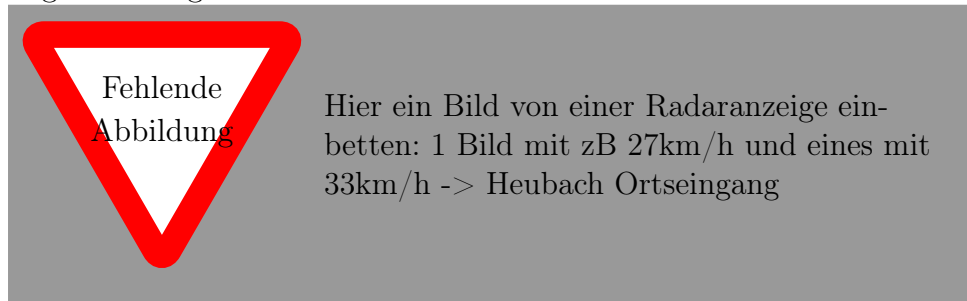 Fehlende
Abbildung
Hier ein Bild von einer Radaranzeige ein-
betten: 1 Bild mit zB 27km/h und eines mit
33km/h -> Heubach Ortseingang